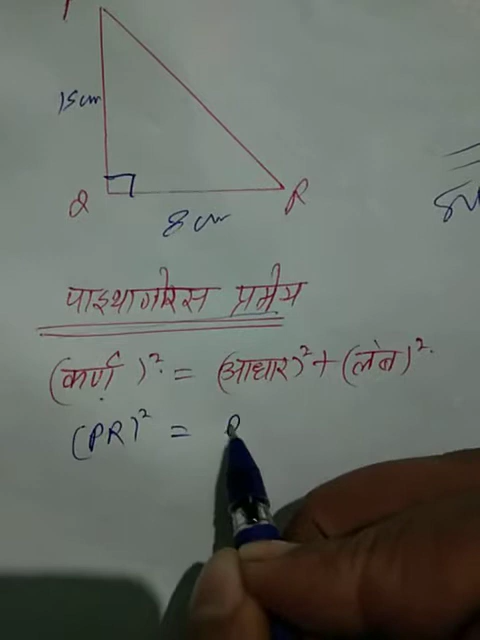 15cm
Q
R
8cm
पाइथागोरस प्रमेय
(कर्ण)² = (आधार)² + (लंब)².
(PR)² =